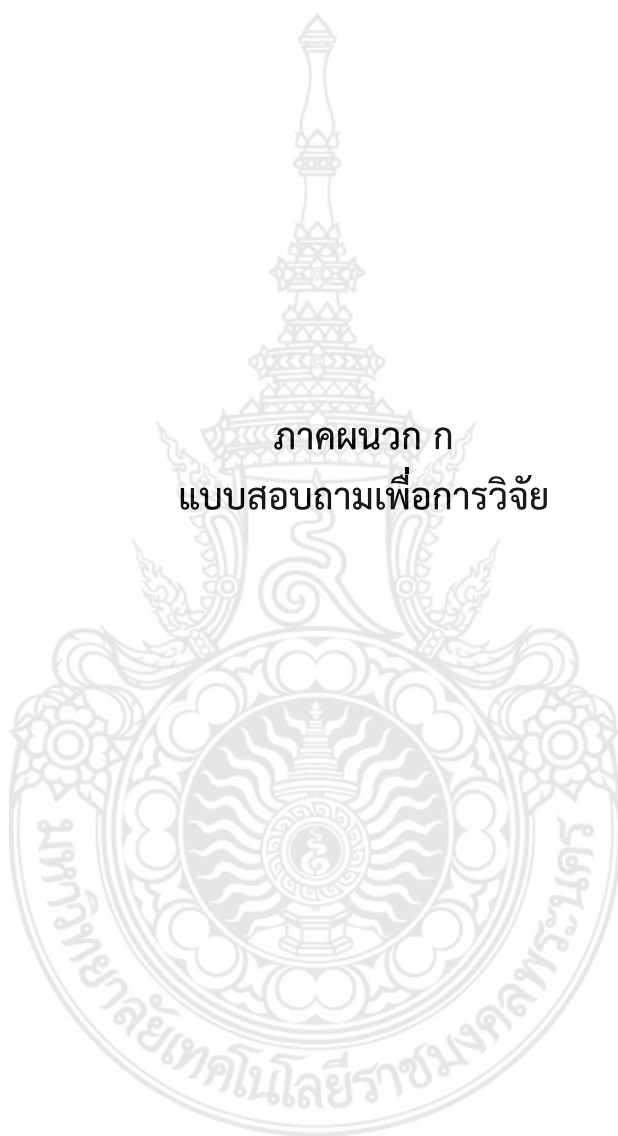 ภาคผนวก ก
แบบสอบถามเพื่อการวิจัย
มหาวิทยาลัยเทคโนโลยีราชมงคลพระนคร